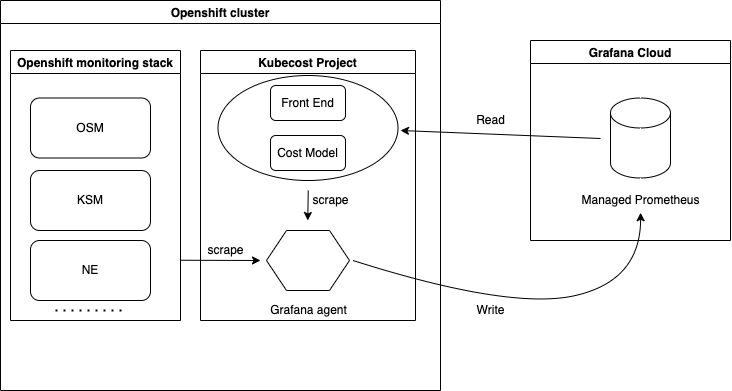 Openshift cluster
Openshift monitoring stack
OSM
KSM
NE
.........
Kubecost Project
Front End
Cost Model
scrape
scrape
Grafana agent
Read
Write
Grafana Cloud
Managed Prometheus